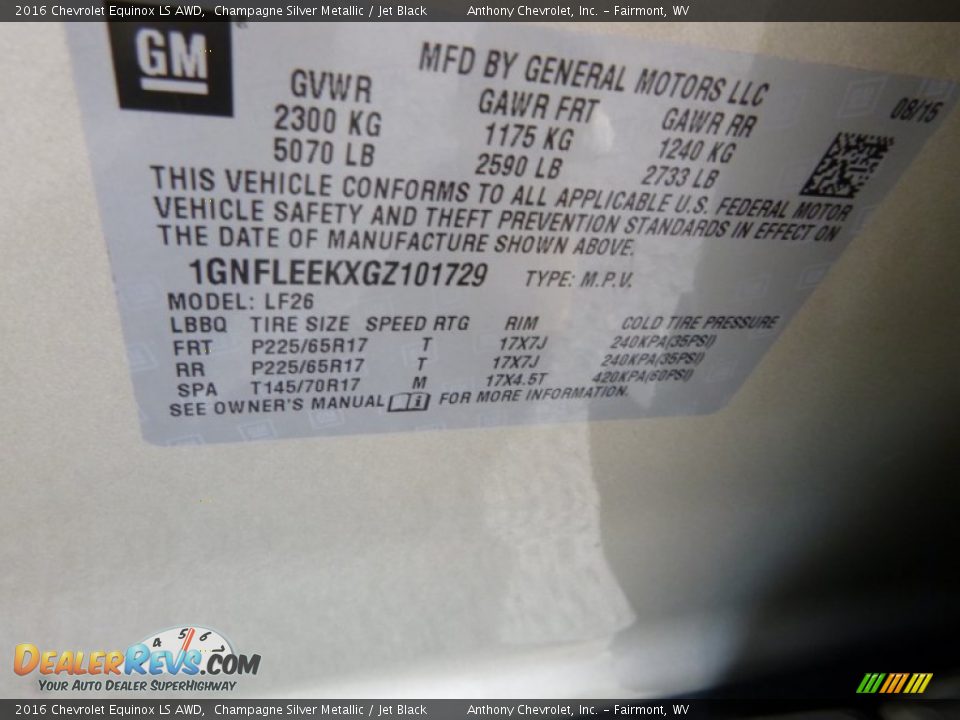 2016 Chevrolet Equinox LS AWD, Champagne Silver Metallic / Jet Black Anthony Chevrolet, Inc. - Fairmont, WV
GM
MFD BY GENERAL MOTORS LLC
08/15
GVWR GAWR FRT GAWR RR
2300 KG 1175 KG 1240 KG
5070 LB 2590 LB 2733 LB
THIS VEHICLE CONFORMS TO ALL APPLICABLE U.S. FEDERAL MOTOR
VEHICLE SAFETY AND THEFT PREVENTION STANDARDS IN EFFECT ON
THE DATE OF MANUFACTURE SHOWN ABOVE.
1GNFLEEKXGZ101729 TYPE: M.P.V.
MODEL: LF26
LBBQ TIRE SIZE SPEED RTG RIM COLD TIRE PRESSURE
FRT P225/65R17 T 17X7J 240KPA(35PSI)
RR P225/65R17 T 17X7J 240KPA(35PSI)
SPA T145/70R17 M 17X4.5T 420KPA(60PSI)
SEE OWNER'S MANUAL FOR MORE INFORMATION.
4 5 6
DEALERREVS.COM
YOUR AUTO DEALER SUPERHIGHWAY
2016 Chevrolet Equinox LS AWD, Champagne Silver Metallic / Jet Black Anthony Chevrolet, Inc. - Fairmont, WV